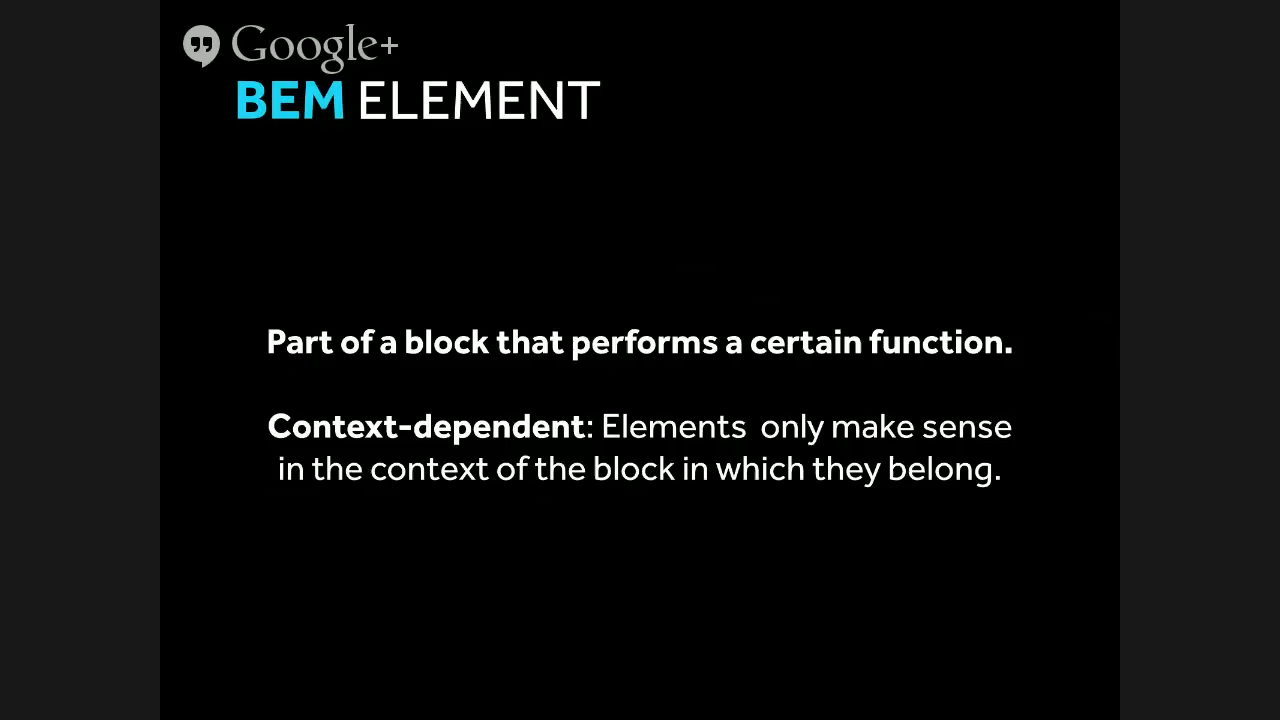 Google+
BEM ELEMENT
Part of a block that performs a certain function.
Context-dependent: Elements only make sense
in the context of the block in which they belong.